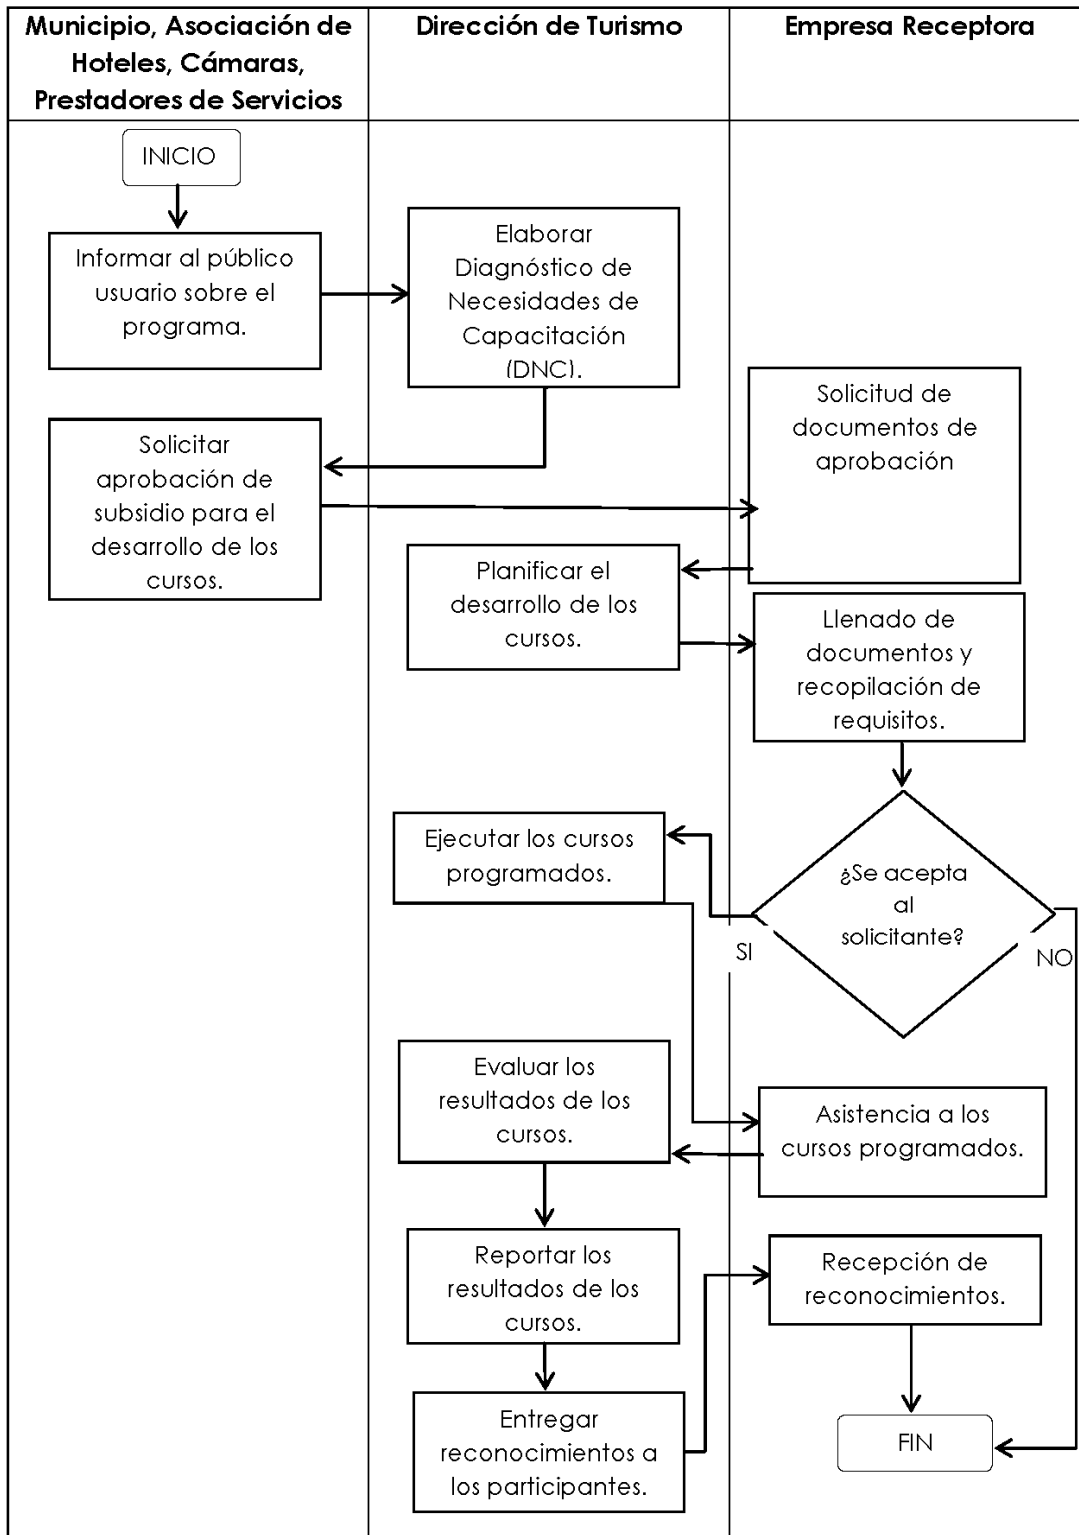 Municipio, Asociación de
Hoteles, Cámaras,
Prestadores de Servicios
Dirección de Turismo
Empresa Receptora
INICIO
Informar al público
usuario sobre el
programa.
Elaborar
Diagnóstico de
Necesidades de
Capacitación
(DNC).
Solicitar
aprobación de
subsidio para el
desarrollo de los
cursos.
Solicitud de
documentos de
aprobación
Planificar el
desarrollo de los
cursos.
Llenado de
documentos y
recopilación de
requisitos.
¿Se acepta
al
solicitante?
SI
NO
Ejecutar los cursos
programados.
Asistencia a los
cursos programados.
Evaluar los
resultados de los
cursos.
Reportar los
resultados de los
cursos.
Entregar
reconocimientos a
los participantes.
Recepción de
reconocimientos.
FIN